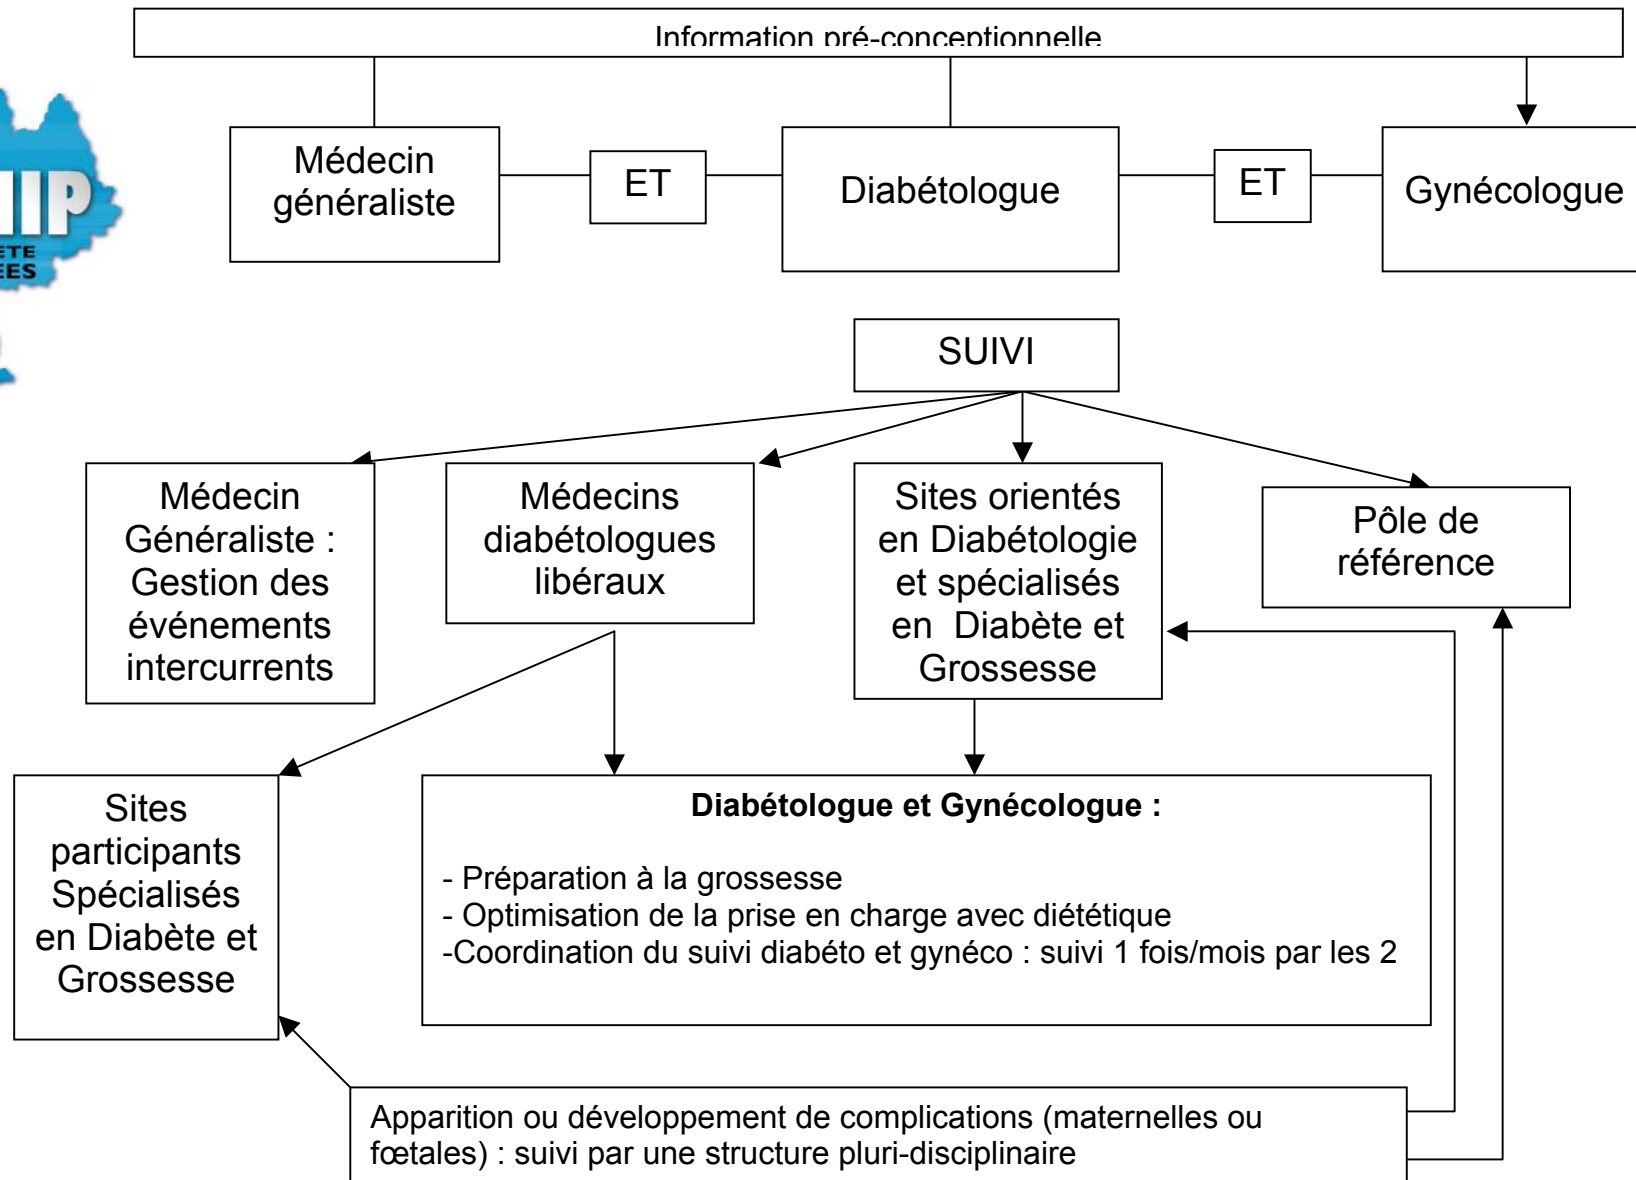 Information pré-conceptionnelle
Médecin
généraliste
ET
Diabétologue
ET
Gynécologue
SUIVI
Médecin
Généraliste :
Gestion des
événements
intercurrents
Médecins
diabétologues
libéraux
Sites orientés
en Diabétologie
et spécialisés
en Diabète et
Grossesse
Pôle de
référence
Sites
participants
Spécialisés
en Diabète et
Grossesse
Diabétologue et Gynécologue :
- Préparation à la grossesse
- Optimisation de la prise en charge avec diététique
-Coordination du suivi diabéto et gynéco : suivi 1 fois/mois par les 2
Apparition ou développement de complications (maternelles ou
fœtales) : suivi par une structure pluri-disciplinaire